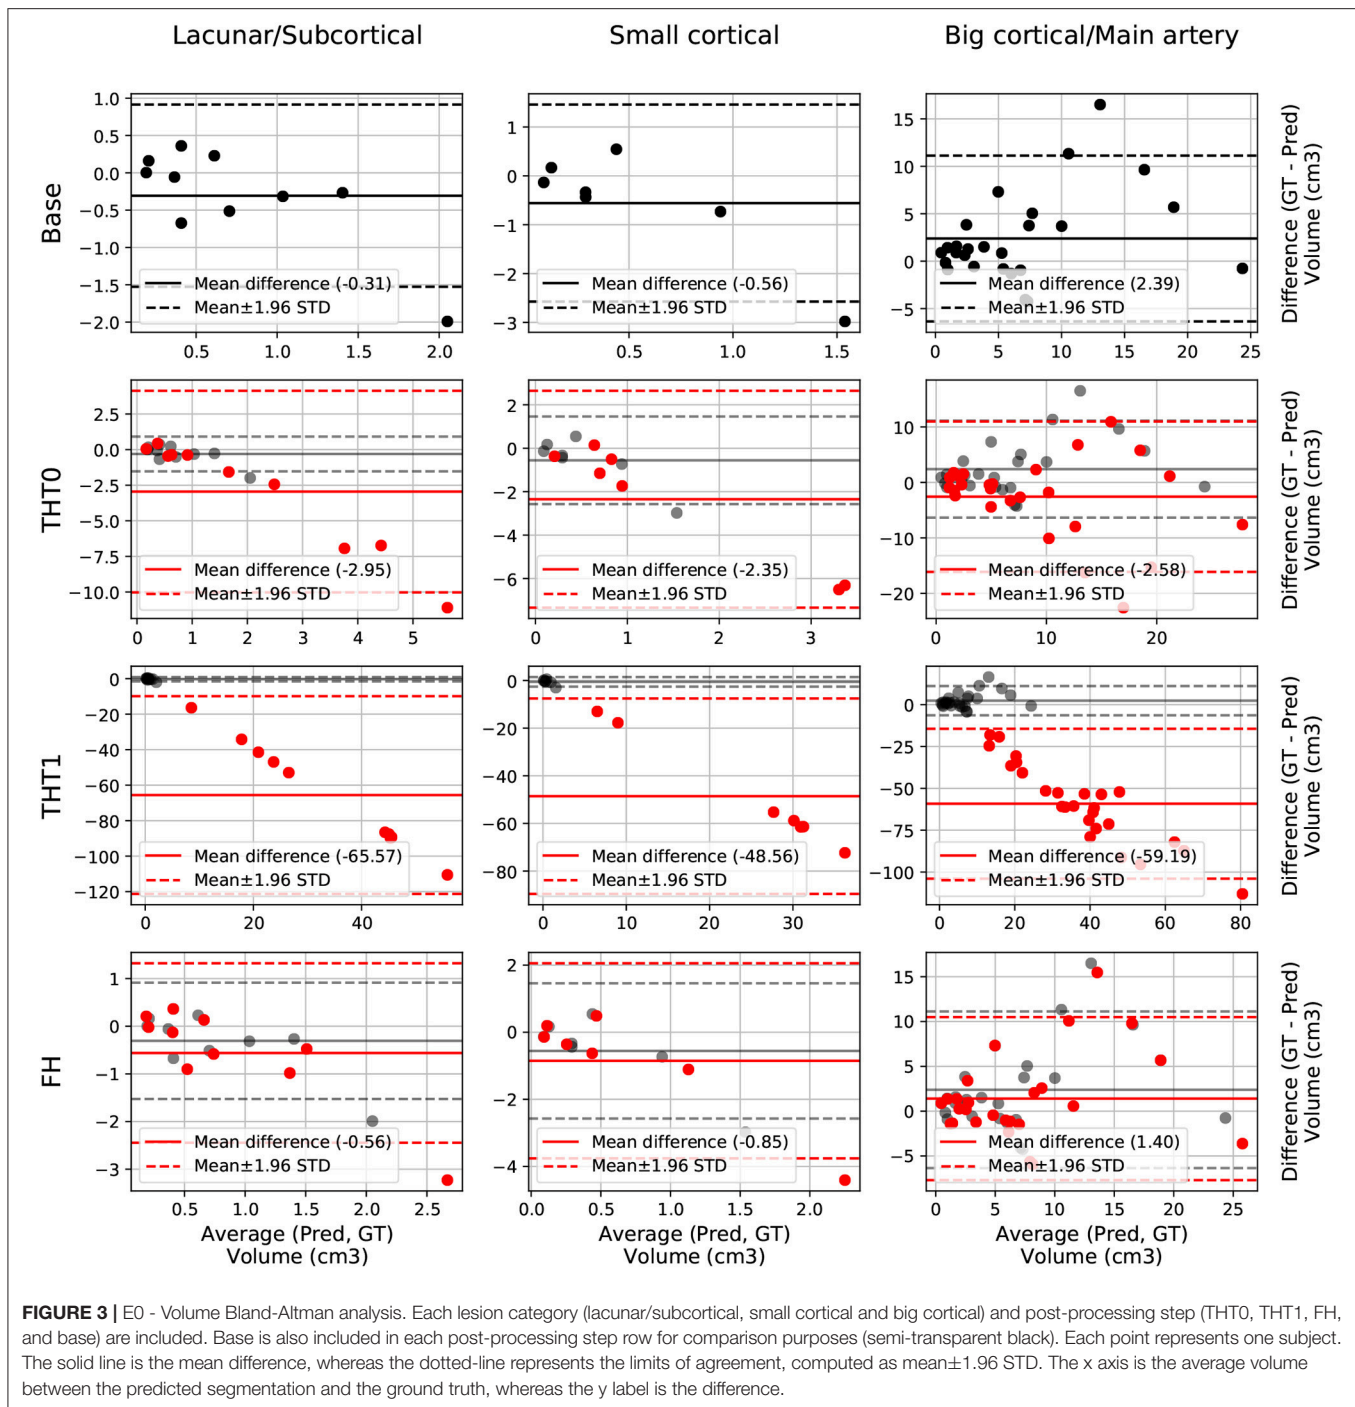 Lacunar/Subcortical
Small cortical
Big cortical/Main artery
Base
1.0
0.5
0.0
−0.5
−1.0
−1.5
−2.0
Mean difference (-0.31)
Mean±1.96 STD
0.5
1.0
1.5
2.0
1
0
−1
−2
−3
Mean difference (-0.56)
Mean±1.96 STD
0.5
1.0
1.5
15
10
5
0
−5
Mean difference (2.39)
Mean±1.96 STD
0
5
10
15
20
25
Difference (GT - Pred)
Volume (cm3)
THT0
2.5
0.0
−2.5
−5.0
−7.5
−10.0
Mean difference (-2.95)
Mean±1.96 STD
0
1
2
3
4
5
2
0
−2
−4
−6
Mean difference (-2.35)
Mean±1.96 STD
0
1
2
3
10
0
−10
−20
Mean difference (-2.58)
Mean±1.96 STD
0
10
20
Difference (GT - Pred)
Volume (cm3)
THT1
0
−20
−40
−60
−80
−100
−120
Mean difference (-65.57)
Mean±1.96 STD
0
20
40
0
−20
−40
−60
−80
Mean difference (-48.56)
Mean±1.96 STD
0
10
20
30
0
−25
−50
−75
−100
Mean difference (-59.19)
Mean±1.96 STD
0
20
40
60
80
Difference (GT - Pred)
Volume (cm3)
FH
1
0
−1
−2
−3
Mean difference (-0.56)
Mean±1.96 STD
0.5
1.0
1.5
2.0
2.5
Average (Pred, GT)
Volume (cm3)
2
0
−2
−4
Mean difference (-0.85)
Mean±1.96 STD
0.0
0.5
1.0
1.5
2.0
Average (Pred, GT)
Volume (cm3)
15
10
5
0
−5
Mean difference (1.40)
Mean±1.96 STD
0
5
10
15
20
25
Average (Pred, GT)
Volume (cm3)
Difference (GT - Pred)
Volume (cm3)
FIGURE 3 | E0 - Volume Bland-Altman analysis. Each lesion category (lacunar/subcortical, small cortical and big cortical) and post-processing step (THT0, THT1, FH,
and base) are included. Base is also included in each post-processing step row for comparison purposes (semi-transparent black). Each point represents one subject.
The solid line is the mean difference, whereas the dotted-line represents the limits of agreement, computed as mean±1.96 STD. The x axis is the average volume
between the predicted segmentation and the ground truth, whereas the y label is the difference.